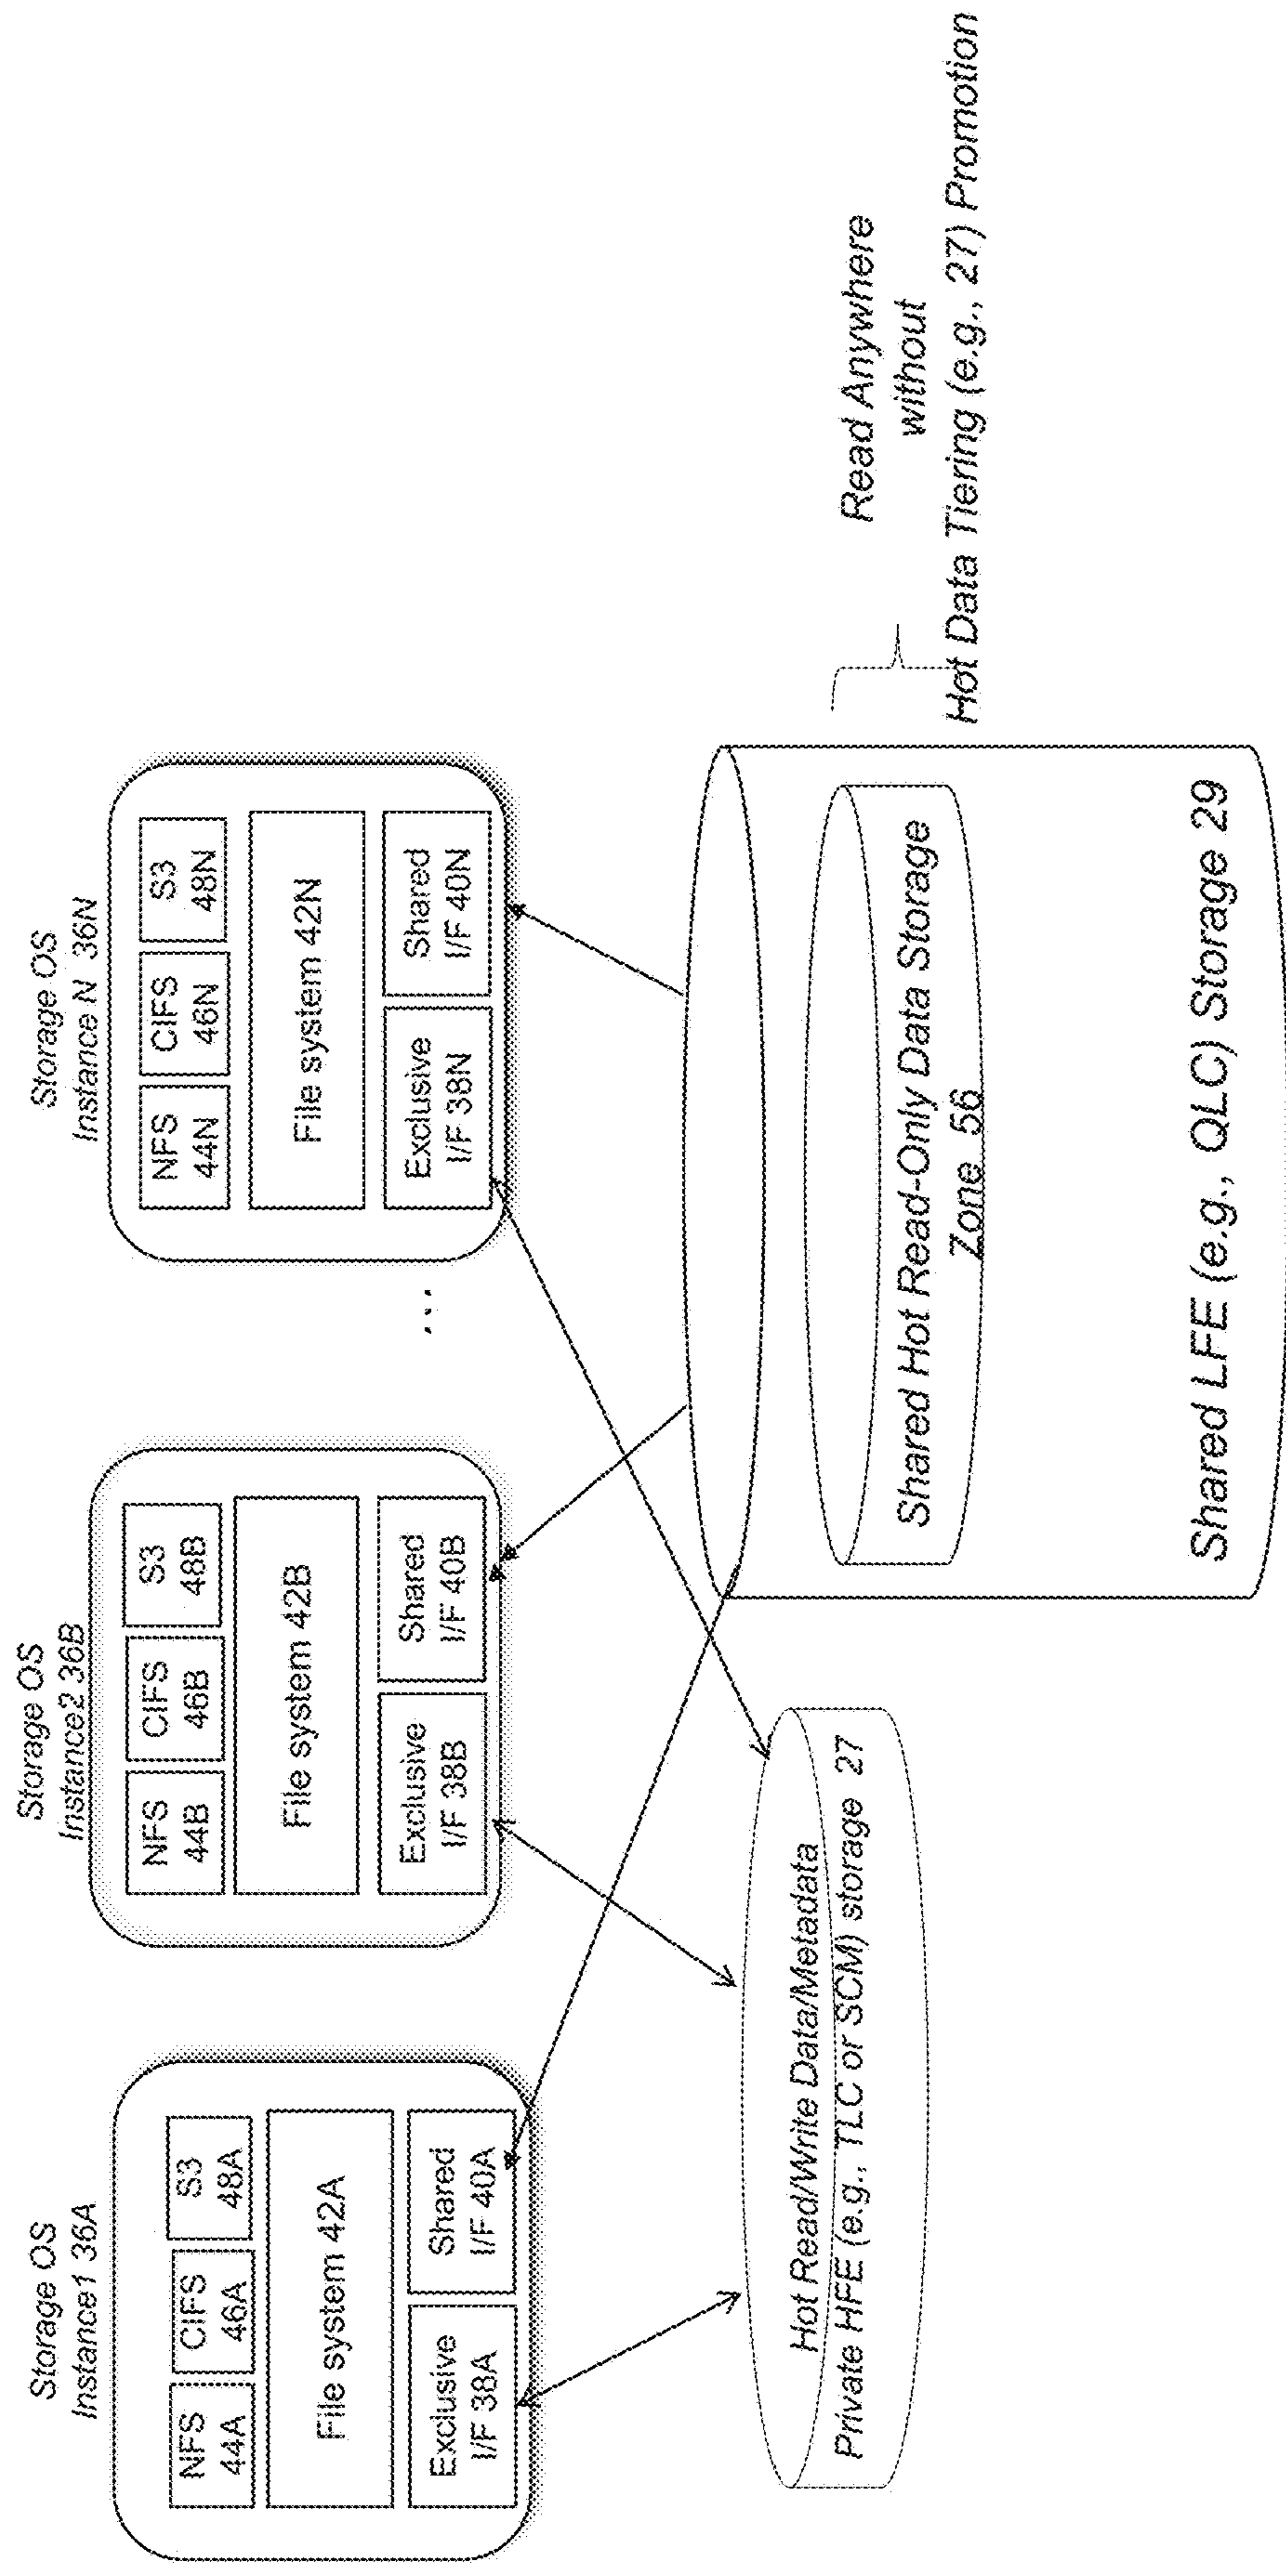 Storage OS
Instance1 36A
NFS
44A
CIFS
46A
S3
48A
File system 42A
Exclusive
I/F 38A
Shared
I/F 40A
Storage OS
Instance2 36B
NFS
44B
CIFS
46B
S3
48B
File system 42B
Exclusive
I/F 38B
Shared
I/F 40B
...
Storage OS
Instance N 36N
NFS
44N
CIFS
46N
S3
48N
File system 42N
Exclusive
I/F 38N
Shared
I/F 40N
Hot Read/Write Data/Metadata
Private HFE (e.g., TLC or SCM) storage 27
Shared Hot Read-Only Data Storage
Zone 56
Shared LFE (e.g., QLC) Storage 29
Read Anywhere
without
Hot Data Tiering (e.g., 27) Promotion